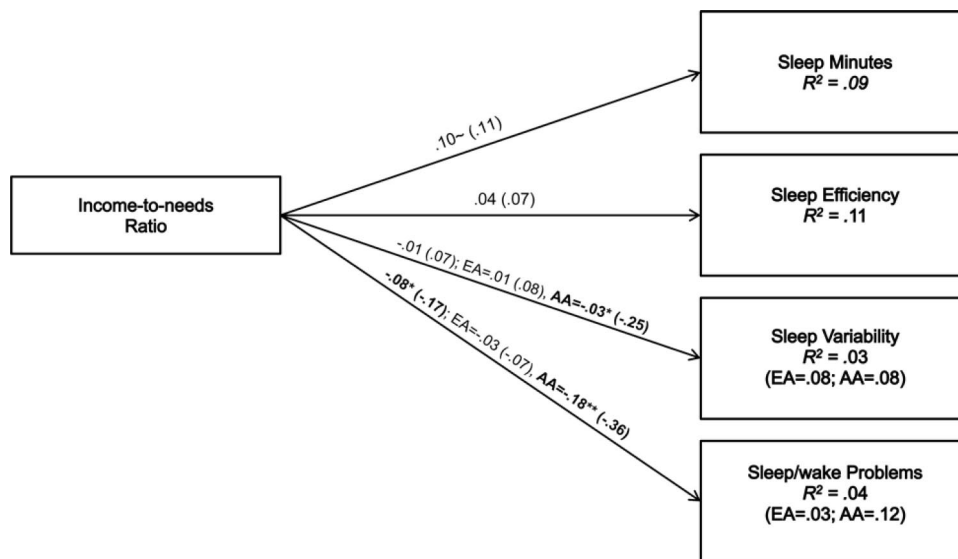 Sleep Minutes
R² = .09
.10~ (.11)
Income-to-needs
Ratio
.04 (.07)
Sleep Efficiency
R² = .11
-.01 (.07); EA=.01 (.08), AA=-.03* (-.25)
-.08* (-.17); EA=-.03 (-.07), AA=-.18** (-.36)
Sleep Variability
R² = .03
(EA=.08; AA=.08)
Sleep/wake Problems
R² = .04
(EA=.03; AA=.12)